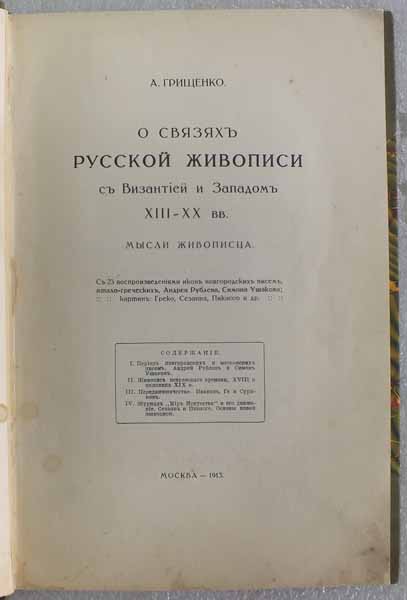 А. ГРИЩЕНКО.
О СВЯЗЯХЪ
РУССКОЙ ЖИВОПИСИ
съ Византіей и Западомъ
XIII–XX вв.
МЫСЛИ ЖИВОПИСЦА.
Съ 23 воспроизведеніями иконъ новгородскихъ писемъ,
итало-греческихъ, Андрея Рублева, Симона Ушакова;
:: :: картинъ: Греко, Сезанна, Пикассо и др. :: ::
СОДЕРЖАНІЕ.
I. Періодъ новгородскихъ и московскихъ
писемъ. Андрей Рублевъ и Симонъ
Ушаковъ.
II. Живопись петровскаго времени, XVIII и
половины XIX в.
III. Передвижничество. Ивановъ, Ге и Сури-
ковъ.
IV. Журналъ „Міръ Искусства" и его движе-
ніе. Сезанъ и Пикассо. Основы новой
живописи.
МОСКВА — 1913.